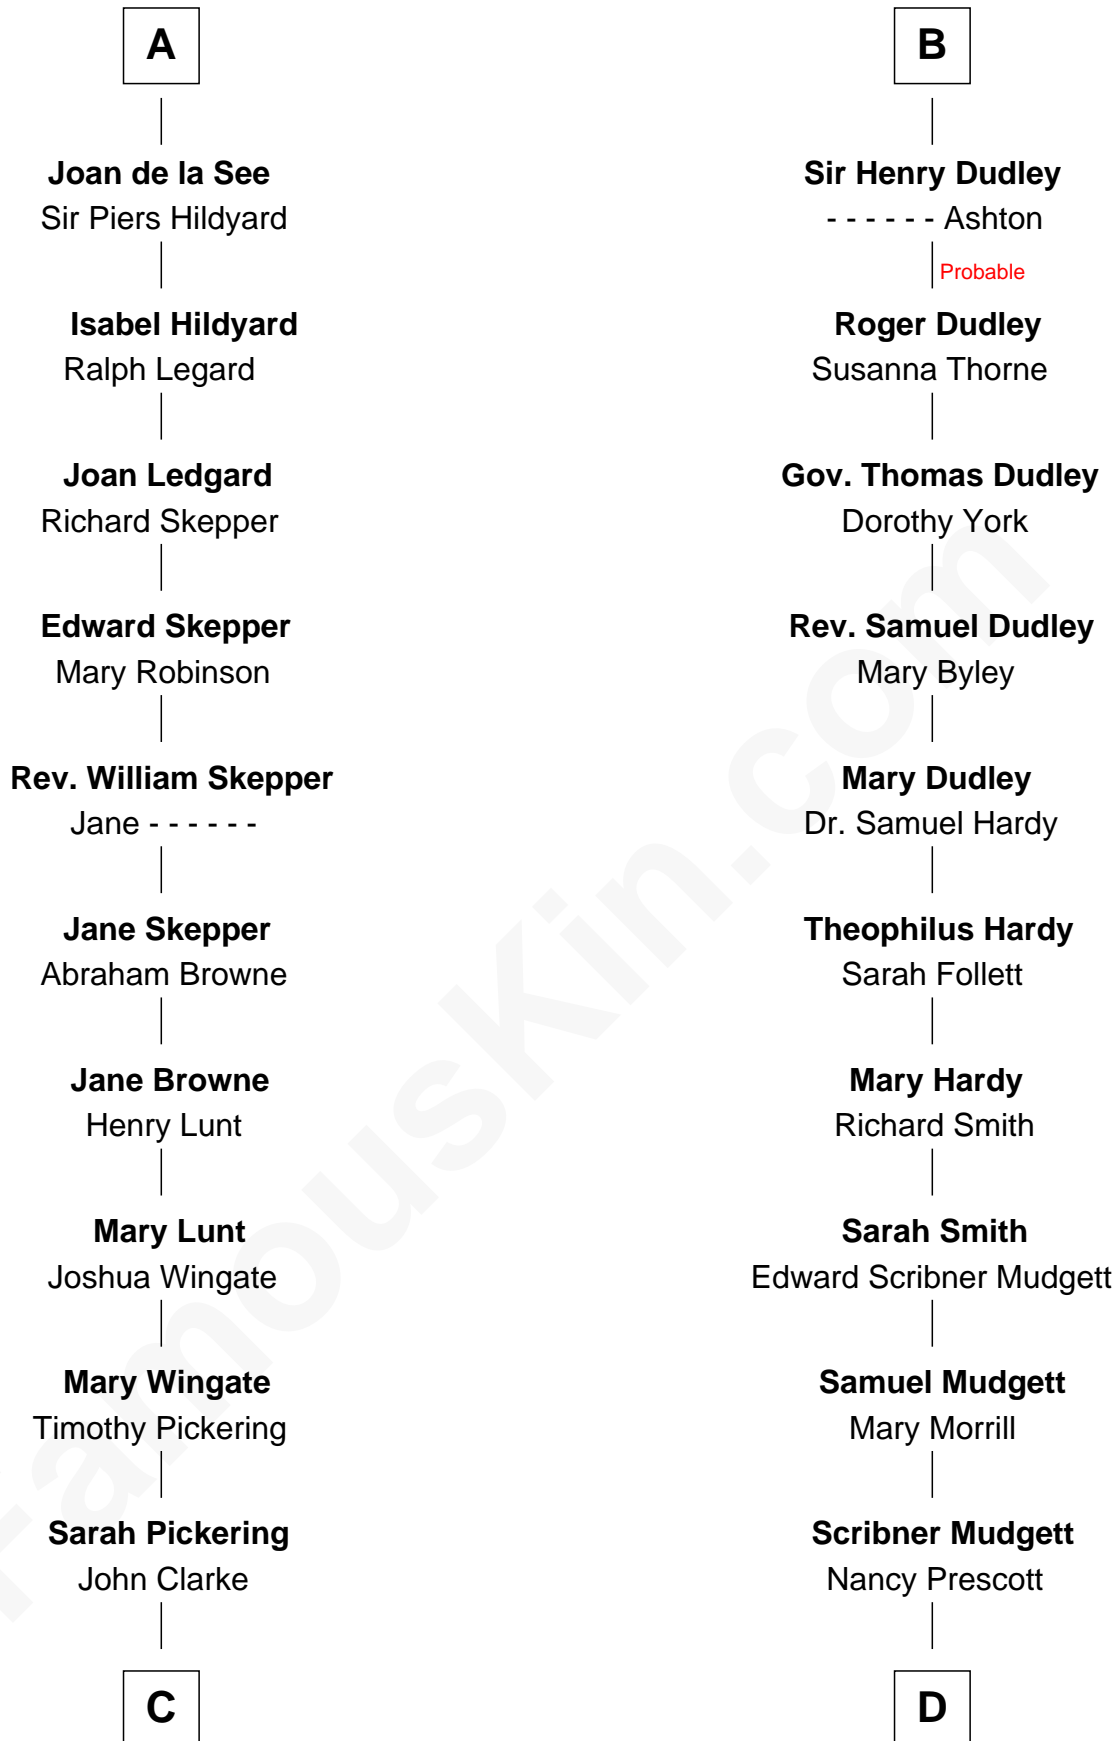 A
Joan de la See
Sir Piers Hildyard
Isabel Hildyard
Ralph Legard
Joan Ledgard
Richard Skepper
Edward Skepper
Mary Robinson
Rev. William Skepper
Jane - - - - - -
Jane Skepper
Abraham Browne
Jane Browne
Henry Lunt
Mary Lunt
Joshua Wingate
Mary Wingate
Timothy Pickering
Sarah Pickering
John Clarke
C
B
Sir Henry Dudley
- - - - - - Ashton
Probable
Roger Dudley
Susanna Thorne
Gov. Thomas Dudley
Dorothy York
Rev. Samuel Dudley
Mary Byley
Mary Dudley
Dr. Samuel Hardy
Theophilus Hardy
Sarah Follett
Mary Hardy
Richard Smith
Sarah Smith
Edward Scribner Mudgett
Samuel Mudgett
Mary Morrill
Scribner Mudgett
Nancy Prescott
D
FamousKin.com